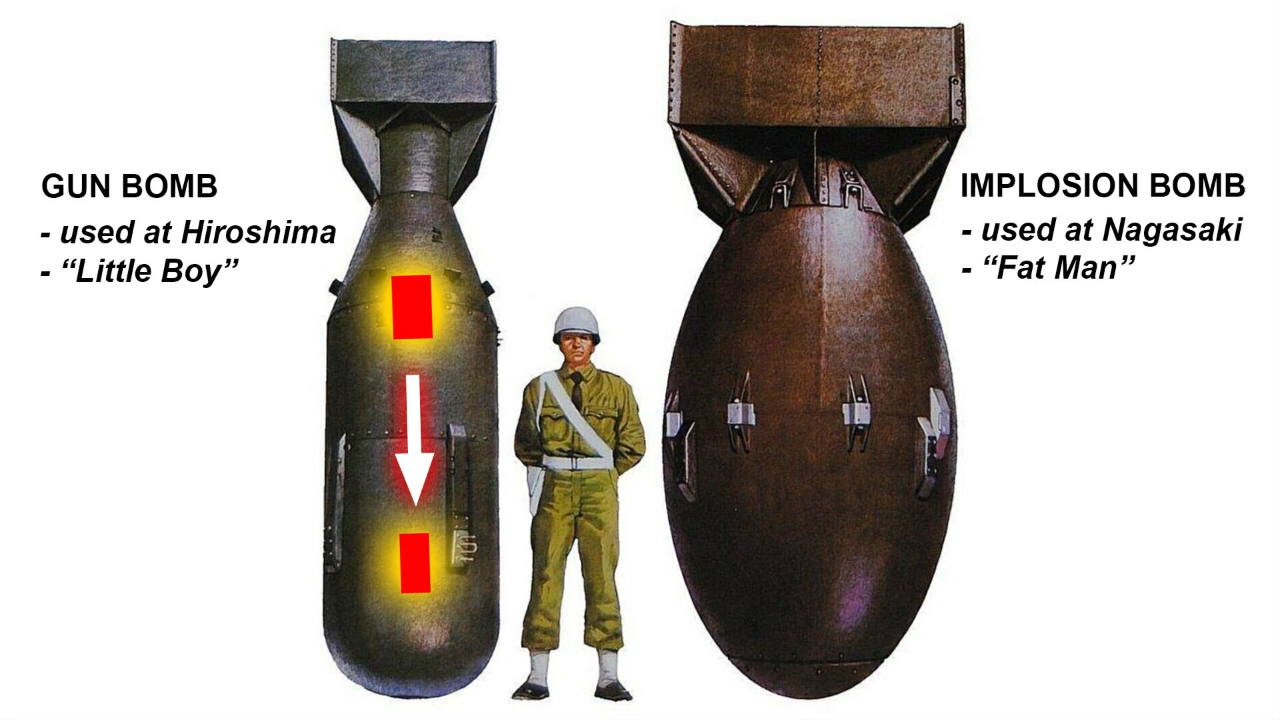 GUN BOMB
- used at Hiroshima
- “Little Boy”
IMPLOSION BOMB
- used at Nagasaki
- “Fat Man”